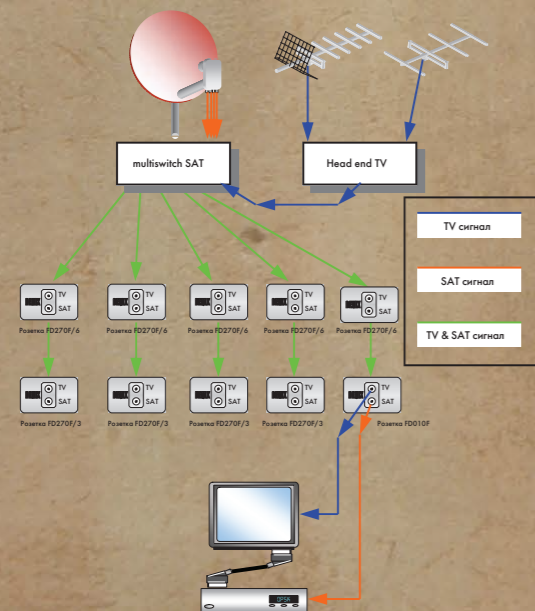 multiswitch SAT
Head end TV
TV сигнал
SAT сигнал
TV & SAT сигнал
TV
SAT
TV
SAT
TV
SAT
TV
SAT
TV
SAT
Розетка FD270F/6
Розетка FD270F/6
Розетка FD270F/6
Розетка FD270F/6
Розетка FD270F/6
TV
SAT
TV
SAT
TV
SAT
TV
SAT
TV
SAT
Розетка FD270F/3
Розетка FD270F/3
Розетка FD270F/3
Розетка FD270F/3
Розетка FD010F
QPSK